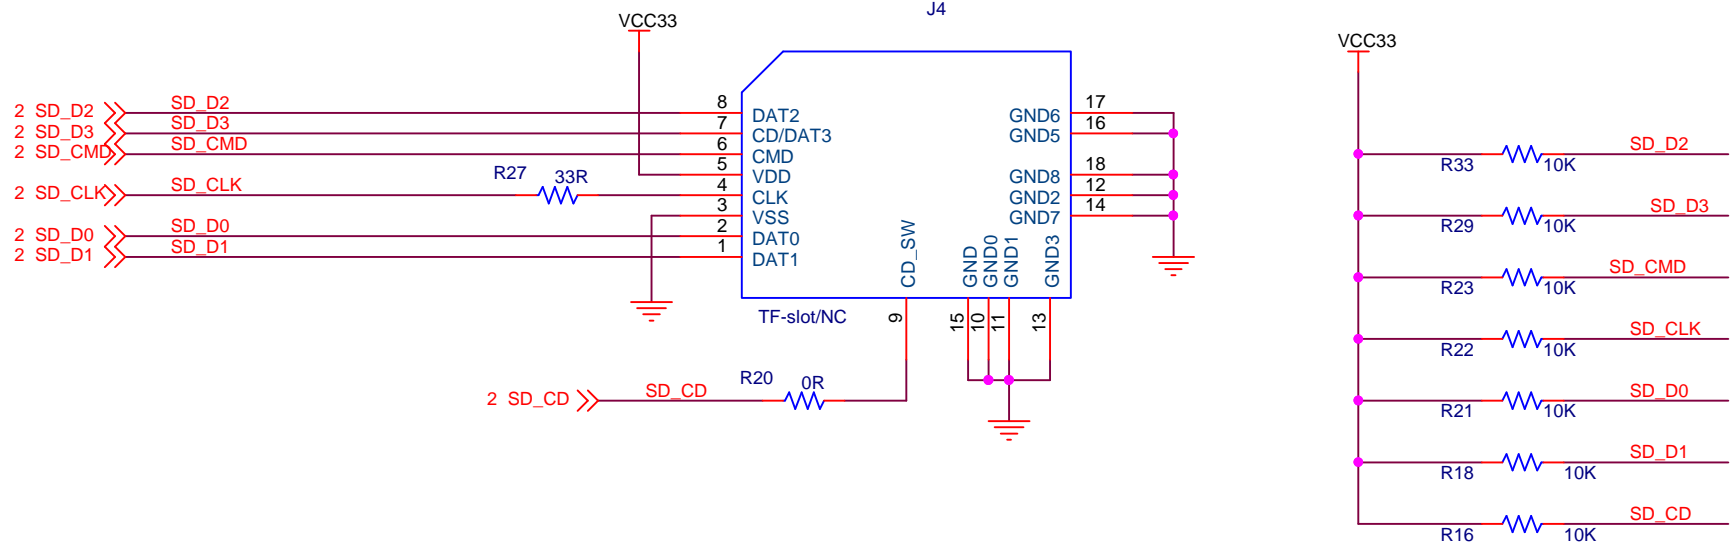 J4
VCC33
VCC33
2 SD_D2 SD_D2 8 DAT2 GND6 17
2 SD_D3 SD_D3 7 CD/DAT3 GND5 16
2 SD_CMD SD_CMD 6 CMD
5 VDD GND8 18
2 SD_CLK SD_CLK R27 33R 4 CLK GND2 12
3 VSS GND7 14
2 SD_D0 SD_D0 2 DAT0
2 SD_D1 SD_D1 1 DAT1
CD_SW GND GND0 GND1 GND3
9 15 10 11 13
TF-slot/NC
2 SD_CD SD_CD R20 0R
R33 10K SD_D2
R29 10K SD_D3
R23 10K SD_CMD
R22 10K SD_CLK
R21 10K SD_D0
R18 10K SD_D1
R16 10K SD_CD